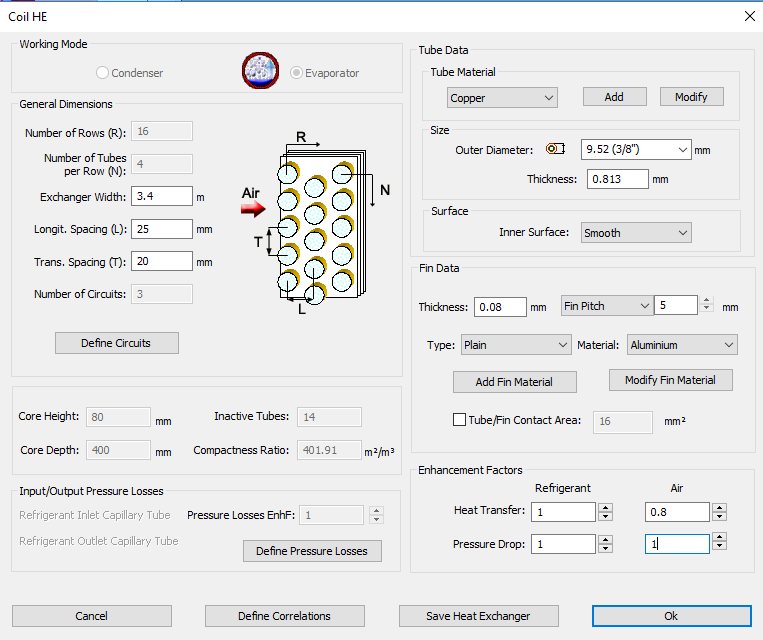 Coil HE
Working Mode
Condenser
Evaporator
General Dimensions
Number of Rows (R): 16
Number of Tubes
per Row (N): 4
Exchanger Width: 3.4 m
Longit. Spacing (L): 25 mm
Trans. Spacing (T): 20 mm
Number of Circuits: 3
Define Circuits
R
Air
N
T
L
Core Height: 80 mm
Inactive Tubes: 14
Core Depth: 400 mm
Compactness Ratio: 401.91 m²/m³
Input/Output Pressure Losses
Refrigerant Inlet Capillary Tube
Pressure Losses EnhF: 1
Refrigerant Outlet Capillary Tube
Define Pressure Losses
Tube Data
Tube Material
Copper
Add
Modify
Size
Outer Diameter: 9.52 (3/8") mm
Thickness: 0.813 mm
Surface
Inner Surface: Smooth
Fin Data
Thickness: 0.08 mm
Fin Pitch 5 mm
Type: Plain
Material: Aluminium
Add Fin Material
Modify Fin Material
Tube/Fin Contact Area: 16 mm²
Enhancement Factors
Refrigerant Air
Heat Transfer: 1 0.8
Pressure Drop: 1 1
Cancel
Define Correlations
Save Heat Exchanger
Ok